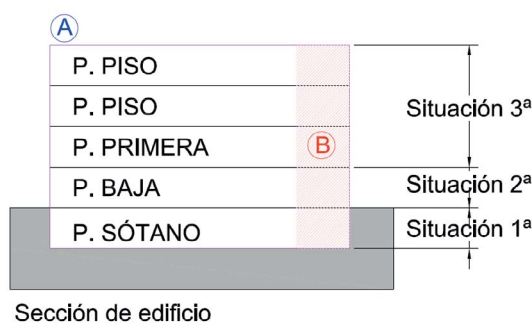 A
P. PISO
P. PISO
P. PRIMERA
B
P. BAJA
P. SÓTANO
Situación 3ª
Situación 2ª
Situación 1ª
Sección de edificio